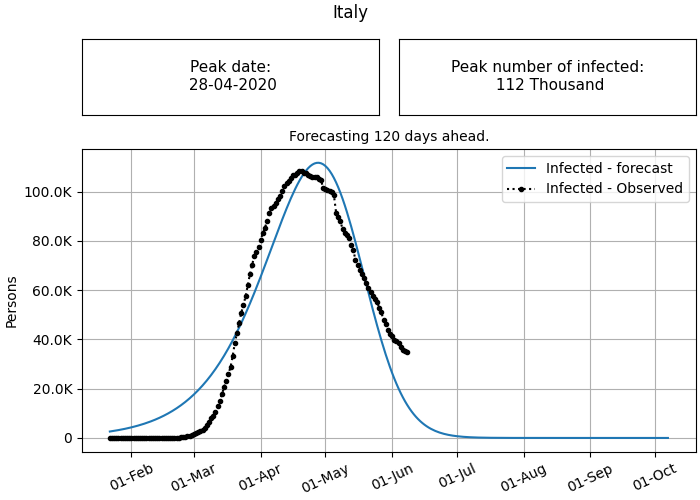 Italy
Peak date:
28-04-2020
Peak number of infected:
112 Thousand
Forecasting 120 days ahead.
Infected - forecast
Infected - Observed
Persons
100.0K
80.0K
60.0K
40.0K
20.0K
0
01-Feb
01-Mar
01-Apr
01-May
01-Jun
01-Jul
01-Aug
01-Sep
01-Oct